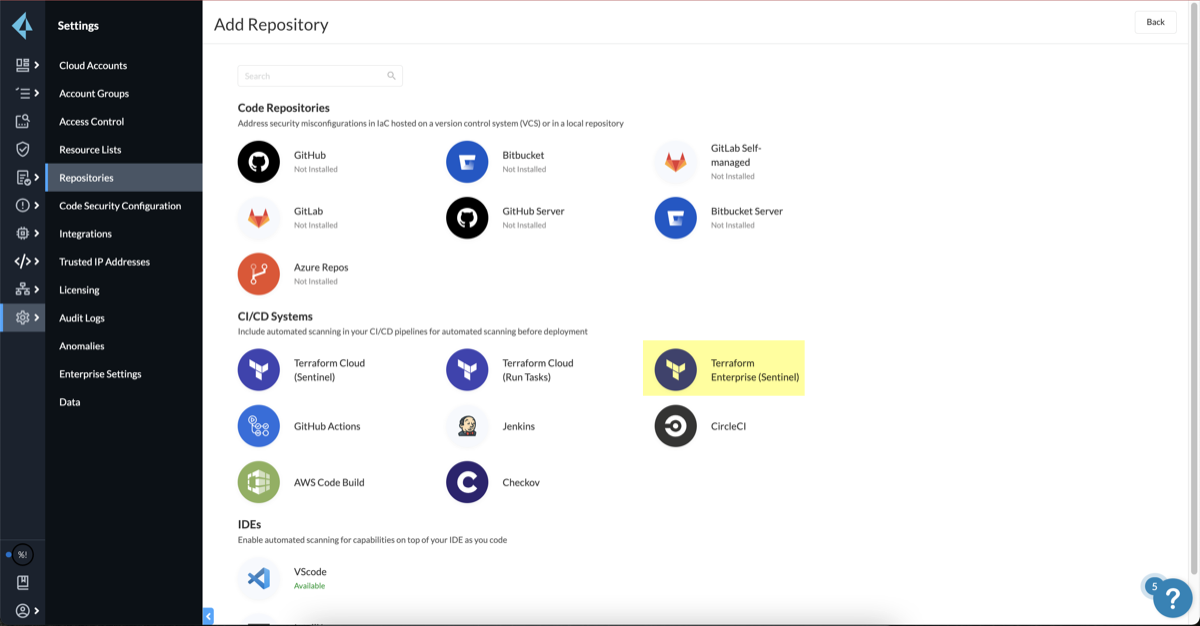 Settings
Add Repository
Back
Cloud Accounts
Account Groups
Access Control
Resource Lists
Repositories
Code Security Configuration
Integrations
Trusted IP Addresses
Licensing
Audit Logs
Anomalies
Enterprise Settings
Data
%!
Search
Code Repositories
Address security misconfigurations in IaC hosted on a version control system (VCS) or in a local repository
GitHub
Not Installed
Bitbucket
Not Installed
GitLab Self-
managed
Not Installed
GitLab
Not Installed
GitHub Server
Not Installed
Bitbucket Server
Not Installed
Azure Repos
Not Installed
CI/CD Systems
Include automated scanning in your CI/CD pipelines for automated scanning before deployment
Terraform Cloud
(Sentinel)
Terraform Cloud
(Run Tasks)
Terraform
Enterprise (Sentinel)
GitHub Actions
Jenkins
CircleCI
AWS Code Build
Checkov
IDEs
Enable automated scanning for capabilities on top of your IDE as you code
VScode
Available
5
?